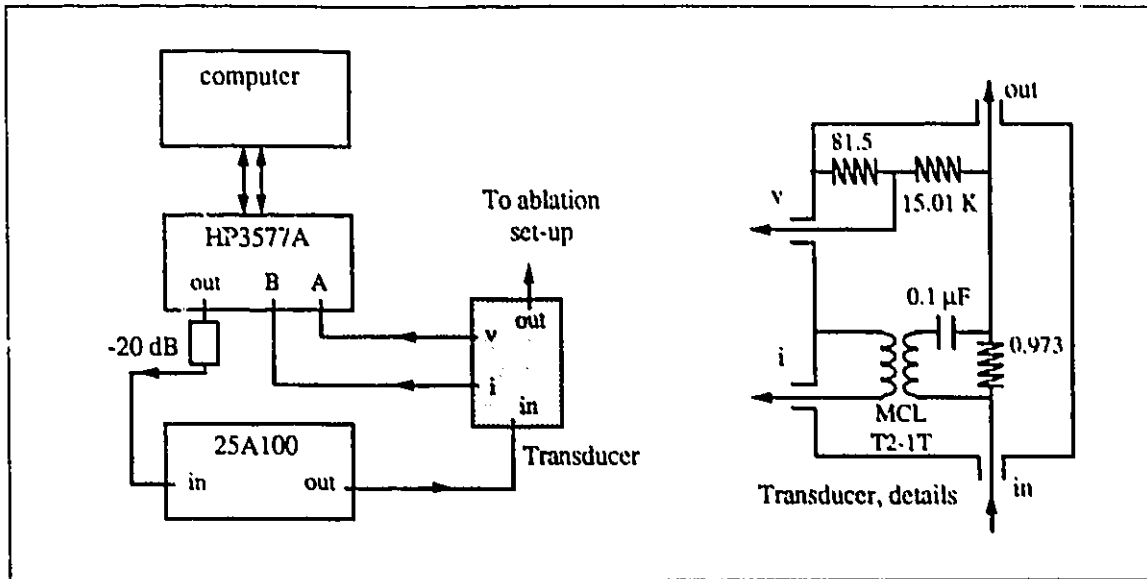 computer
HP3577A
out B A
-20 dB
25A100
in out
To ablation
set-up
out
v
i
in
Transducer
out
81.5
15.01 K
v
0.1 µF
0.973
i
MCL
T2-1T
in
Transducer, details